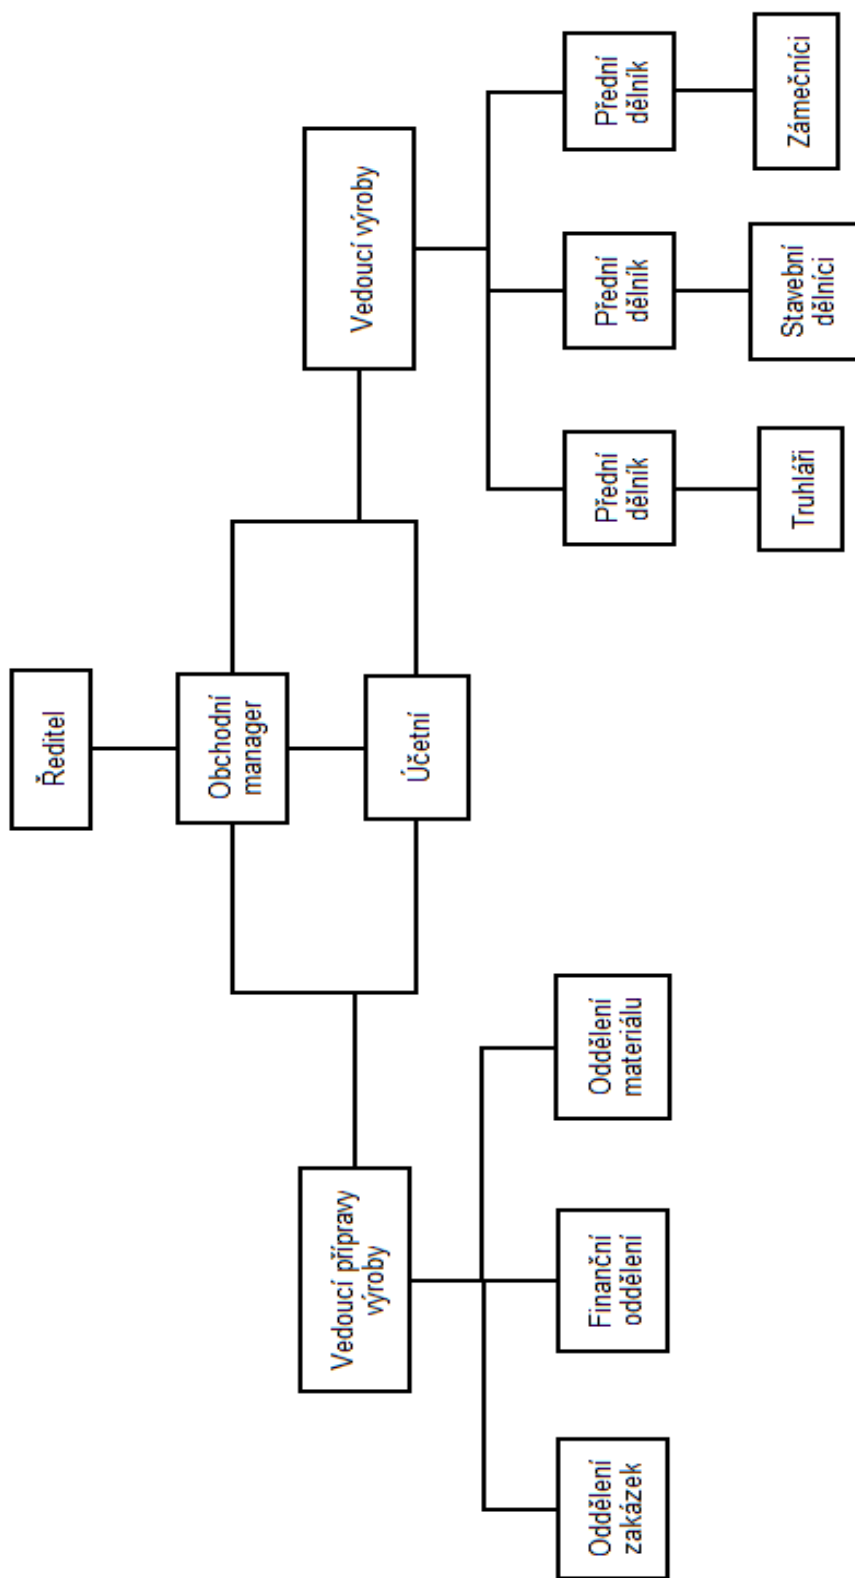 Ředitel
Obchodní
manager
Účetní
Vedoucí přípravy
výroby
Vedoucí výroby
Oddělení
zakázek
Finanční
oddělení
Oddělení
materiálu
Přední
dělník
Přední
dělník
Přední
dělník
Truhláři
Stavební
dělníci
Zámečníci